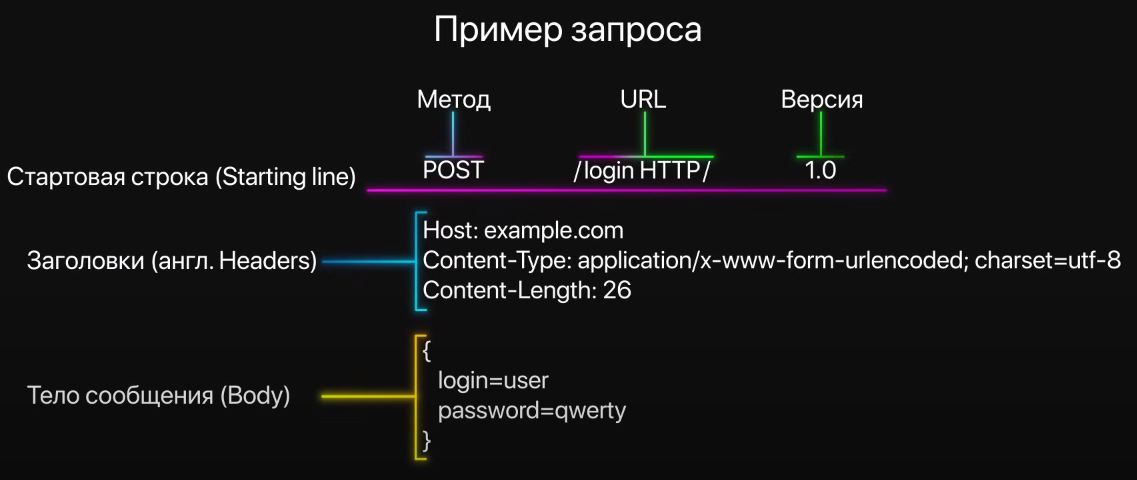 Пример запроса
Метод URL Версия
Стартовая строка (Starting line) POST /login HTTP/ 1.0
Host: example.com
Заголовки (англ. Headers) Content-Type: application/x-www-form-urlencoded; charset=utf-8
Content-Length: 26
{
login=user
Тело сообщения (Body)
password=qwerty
}